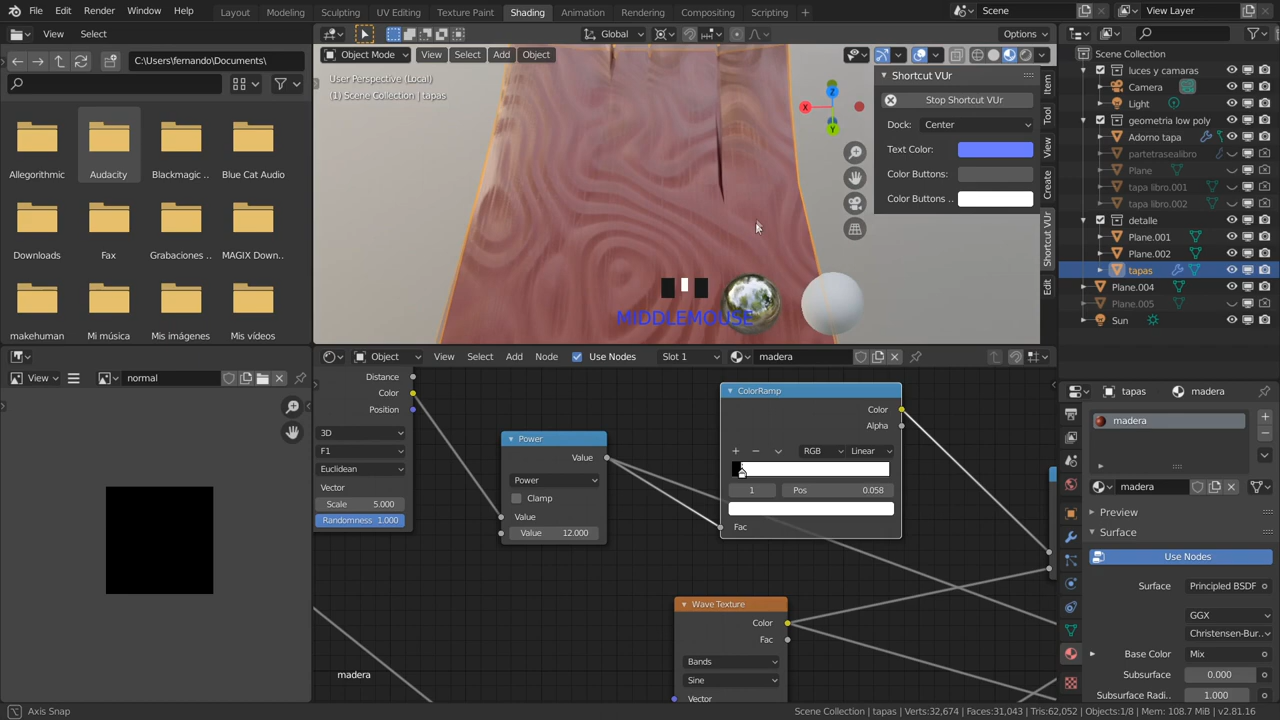 File Edit Render Window Help
Layout Modeling Sculpting UV Editing Texture Paint Shading Animation Rendering Compositing Scripting +
Scene
View Layer
View Select
C:\Users\fernando\Documents\
Allegorithmic Audacity Blackmagic .. Blue Cat Audio
Downloads Fax Grabaciones .. MAGIX Down..
makehuman Mi música Mis imágenes Mis vídeos
Global
Options
Object Mode View Select Add Object
User Perspective (Local)
(1) Scene Collection | tapas
X
Z
Y
Shortcut VUr
Stop Shortcut VUr
Dock: Center
Text Color:
Color Buttons:
Color Buttons ..
Item
Tool
View
Create
Shortcut VUr
Edit
MIDDLEMOUSE
Scene Collection
luces y camaras
Camera
Light
geometria low poly
Adorno tapa
partetrasealibro
Plane
tapa libro.001
tapa libro.002
detalle
Plane.001
Plane.002
tapas
Plane.004
Plane.005
Sun
View
normal
Object View Select Add Node Use Nodes Slot 1 madera
Distance
Color
Position
3D
F1
Euclidean
Vector
Scale 5.000
Randomness 1.000
Power
Value
Power
Clamp
Value
Value 12.000
ColorRamp
Color
Alpha
RGB Linear
1 Pos 0.058
Fac
Wave Texture
Color
Fac
Bands
Sine
Vector
madera
tapas madera
madera
madera
Preview
Surface
Use Nodes
Surface Principled BSDF
GGX
Christensen-Bur..
Base Color Mix
Subsurface 0.000
Subsurface Radi.. 1.000
Axis Snap
Scene Collection | tapas | Verts:32,674 | Faces:31,043 | Tris:62,052 | Objects:1/8 | Mem: 108.7 MiB | v2.81.16